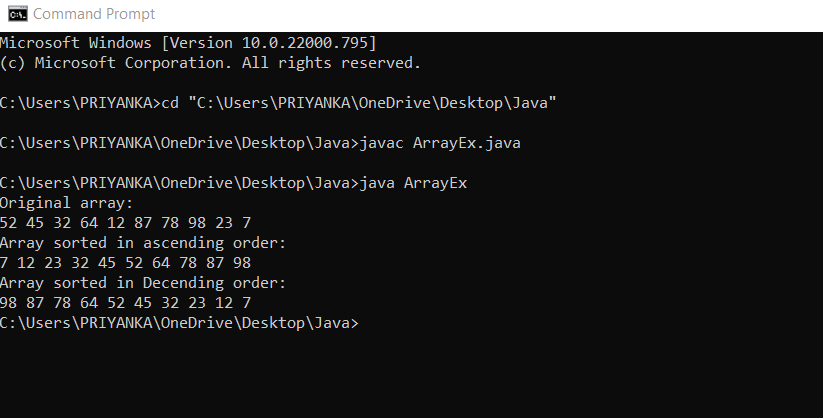 Command Prompt
Microsoft Windows [Version 10.0.22000.795]
(c) Microsoft Corporation. All rights reserved.
C:\Users\PRIYANKA>cd "C:\Users\PRIYANKA\OneDrive\Desktop\Java"
C:\Users\PRIYANKA\OneDrive\Desktop\Java>javac ArrayEx.java
C:\Users\PRIYANKA\OneDrive\Desktop\Java>java ArrayEx
Original array:
52 45 32 64 12 87 78 98 23 7
Array sorted in ascending order:
7 12 23 32 45 52 64 78 87 98
Array sorted in Decending order:
98 87 78 64 52 45 32 23 12 7
C:\Users\PRIYANKA\OneDrive\Desktop\Java>